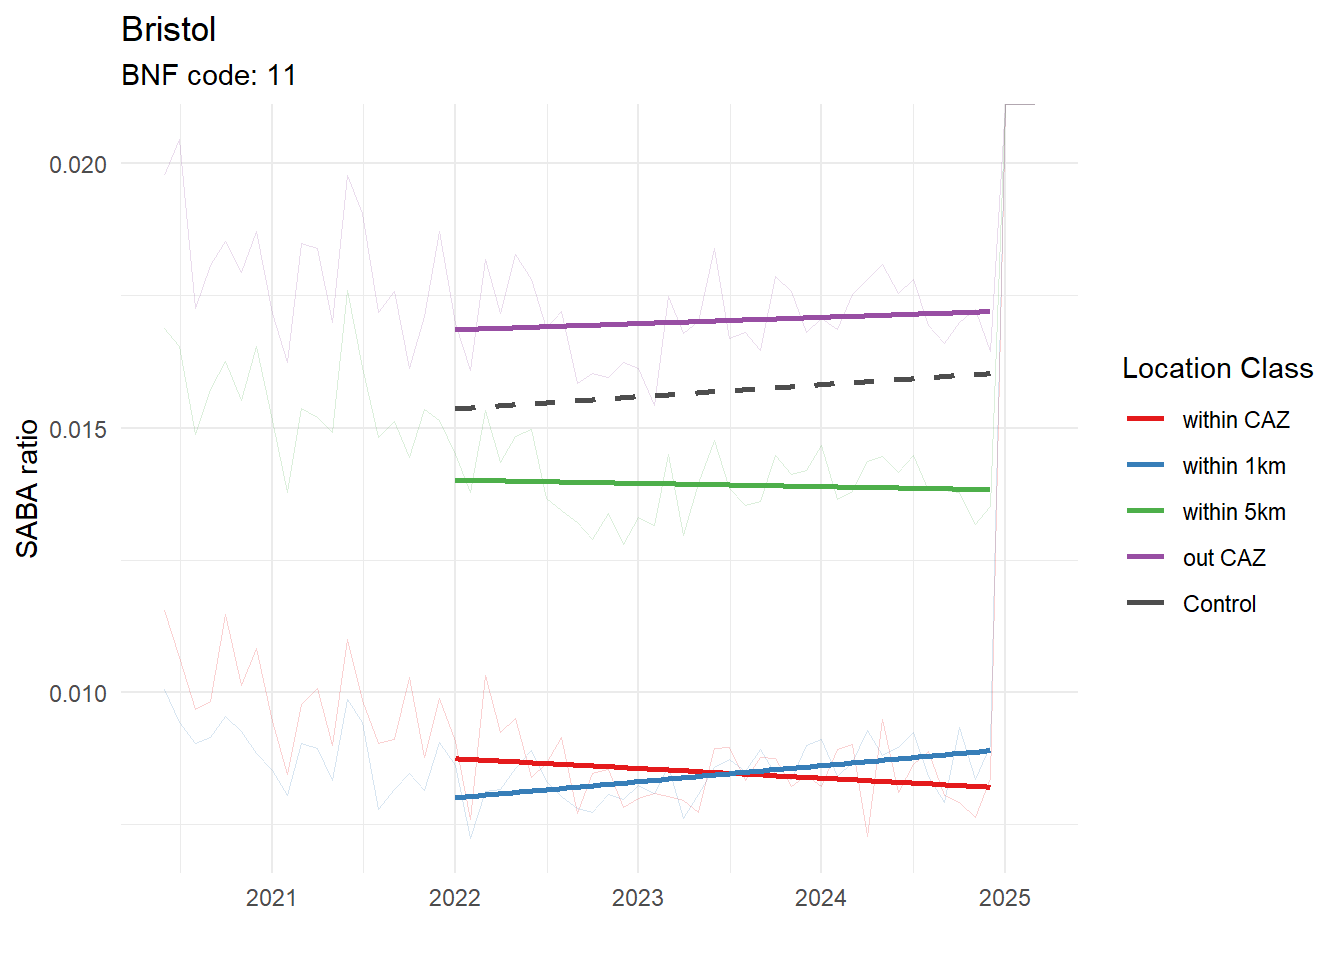 Bristol
BNF code: 11
0.020
0.015
0.010
SABA ratio
2021
2022
2023
2024
2025
Location Class
within CAZ
within 1km
within 5km
out CAZ
Control